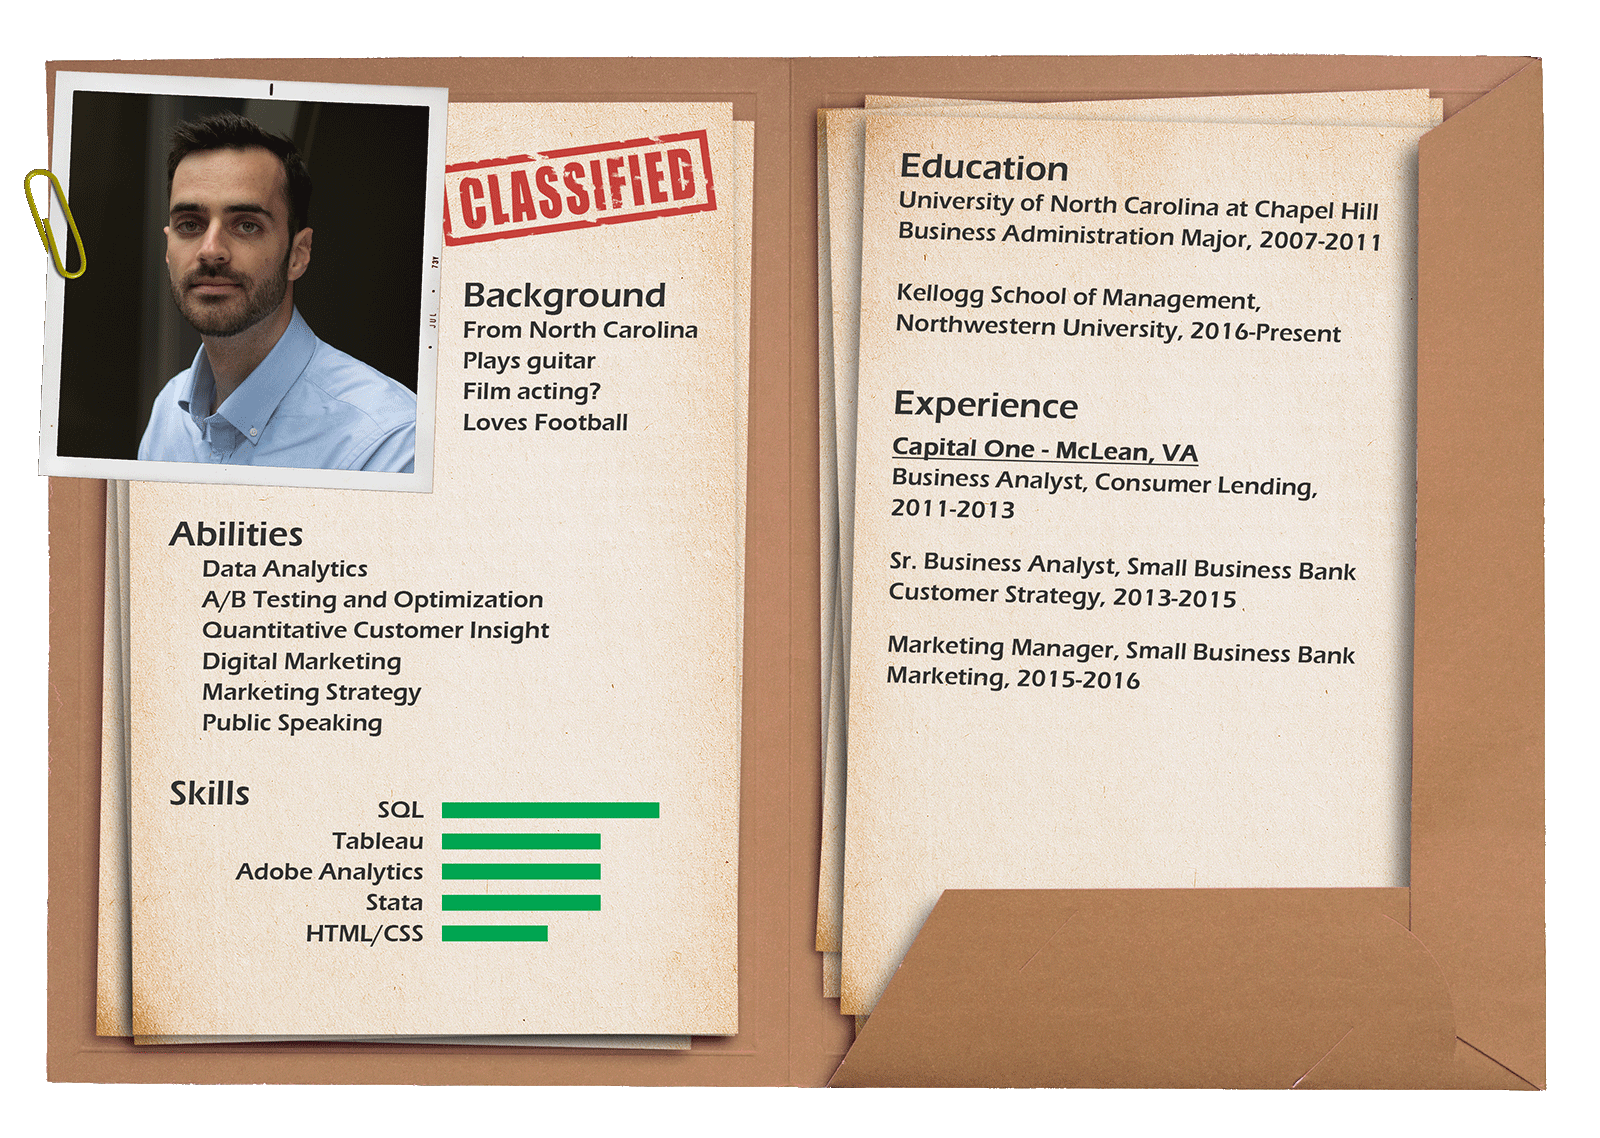 CLASSIFIED
Background
From North Carolina
Plays guitar
Film acting?
Loves Football
Abilities
Data Analytics
A/B Testing and Optimization
Quantitative Customer Insight
Digital Marketing
Marketing Strategy
Public Speaking
Skills
SQL
Tableau
Adobe Analytics
Stata
HTML/CSS
JUL • 73Y
Education
University of North Carolina at Chapel Hill
Business Administration Major, 2007-2011
Kellogg School of Management,
Northwestern University, 2016-Present
Experience
Capital One - McLean, VA
Business Analyst, Consumer Lending,
2011-2013
Sr. Business Analyst, Small Business Bank
Customer Strategy, 2013-2015
Marketing Manager, Small Business Bank
Marketing, 2015-2016